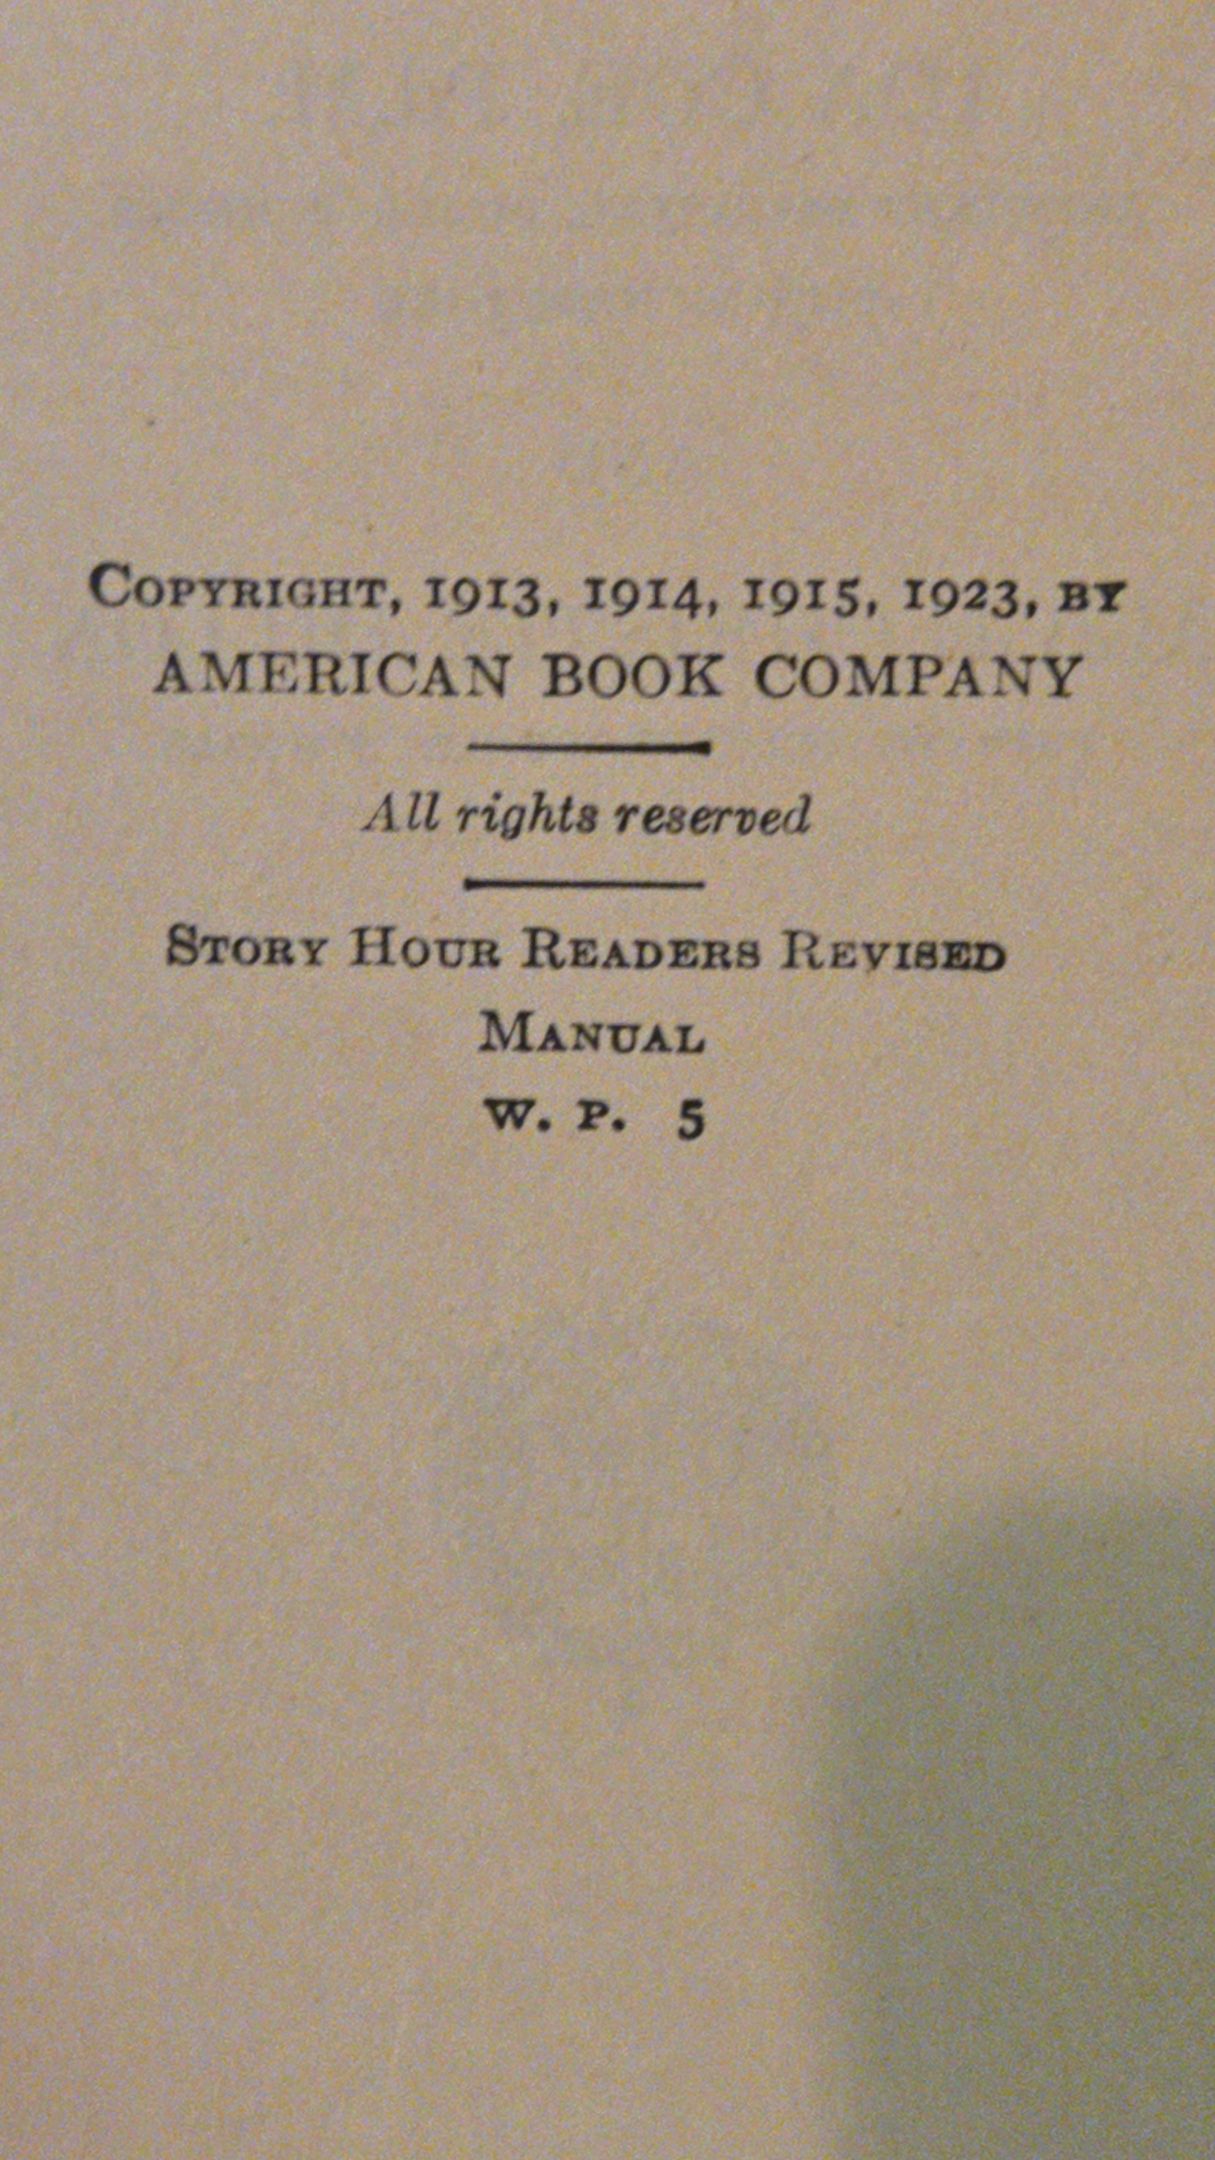 Copyright, 1913, 1914, 1915, 1923, by
AMERICAN BOOK COMPANY
All rights reserved
Story Hour Readers Revised
Manual
W. P. 5